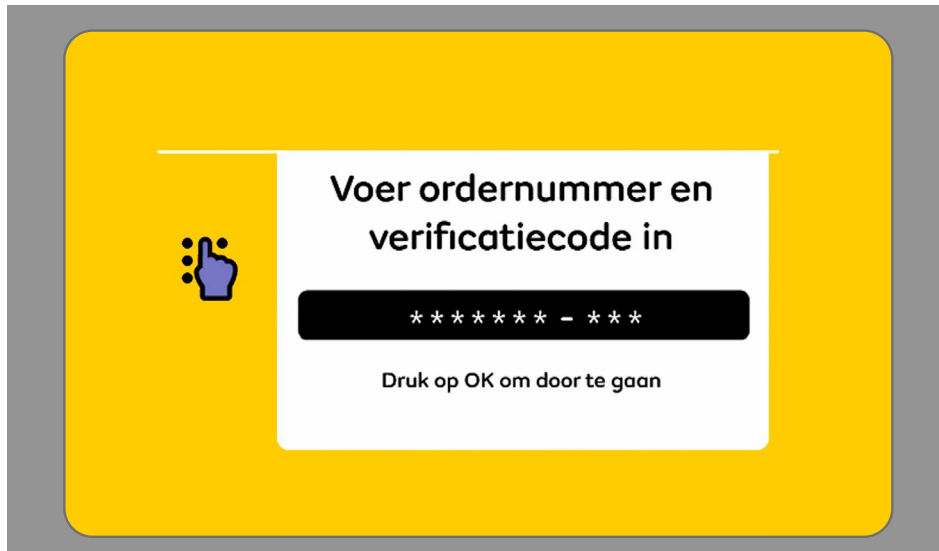 Voer ordernummer en
verificatiecode in
******* - ***
Druk op OK om door te gaan